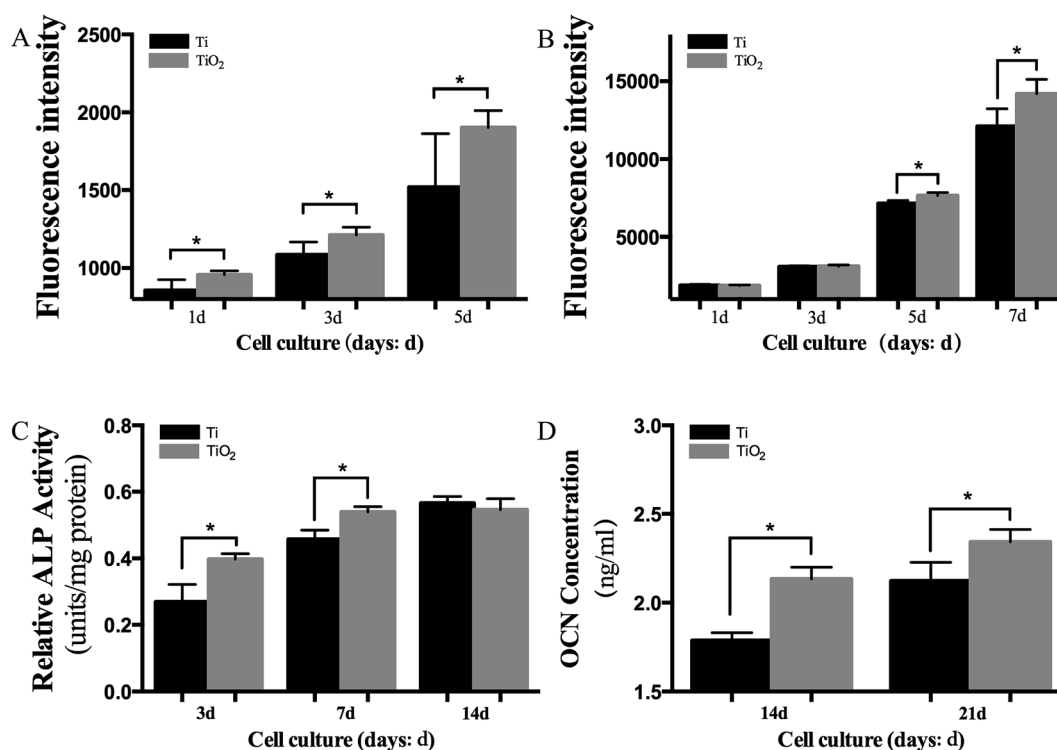 A
Fluorescence intensity
2500
2000
1500
1000
Ti
TiO₂
*
*
*
1d
3d
5d
Cell culture (days: d)
B
Fluorescence intensity
15000
10000
5000
Ti
TiO₂
*
*
1d
3d
5d
7d
Cell culture (days: d)
C
Relative ALP Activity
(units/mg protein)
0.8
0.6
0.4
0.2
0.0
Ti
TiO₂
*
*
3d
7d
14d
Cell culture (days: d)
D
OCN Concentration
(ng/ml)
3.0
2.5
2.0
1.5
Ti
TiO₂
*
*
14d
21d
Cell culture (days: d)